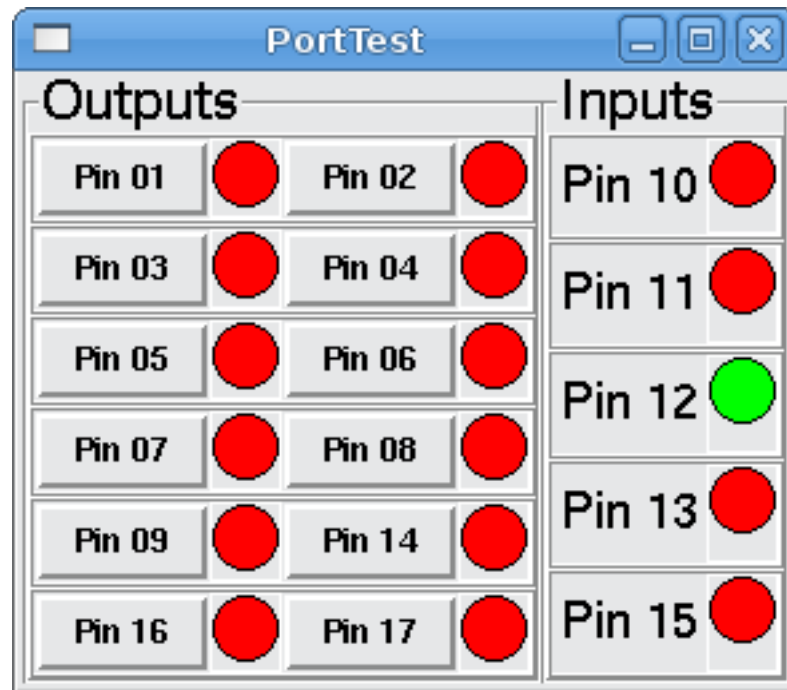 PortTest
Outputs
Pin 01 Pin 02
Pin 03 Pin 04
Pin 05 Pin 06
Pin 07 Pin 08
Pin 09 Pin 14
Pin 16 Pin 17
Inputs
Pin 10
Pin 11
Pin 12
Pin 13
Pin 15